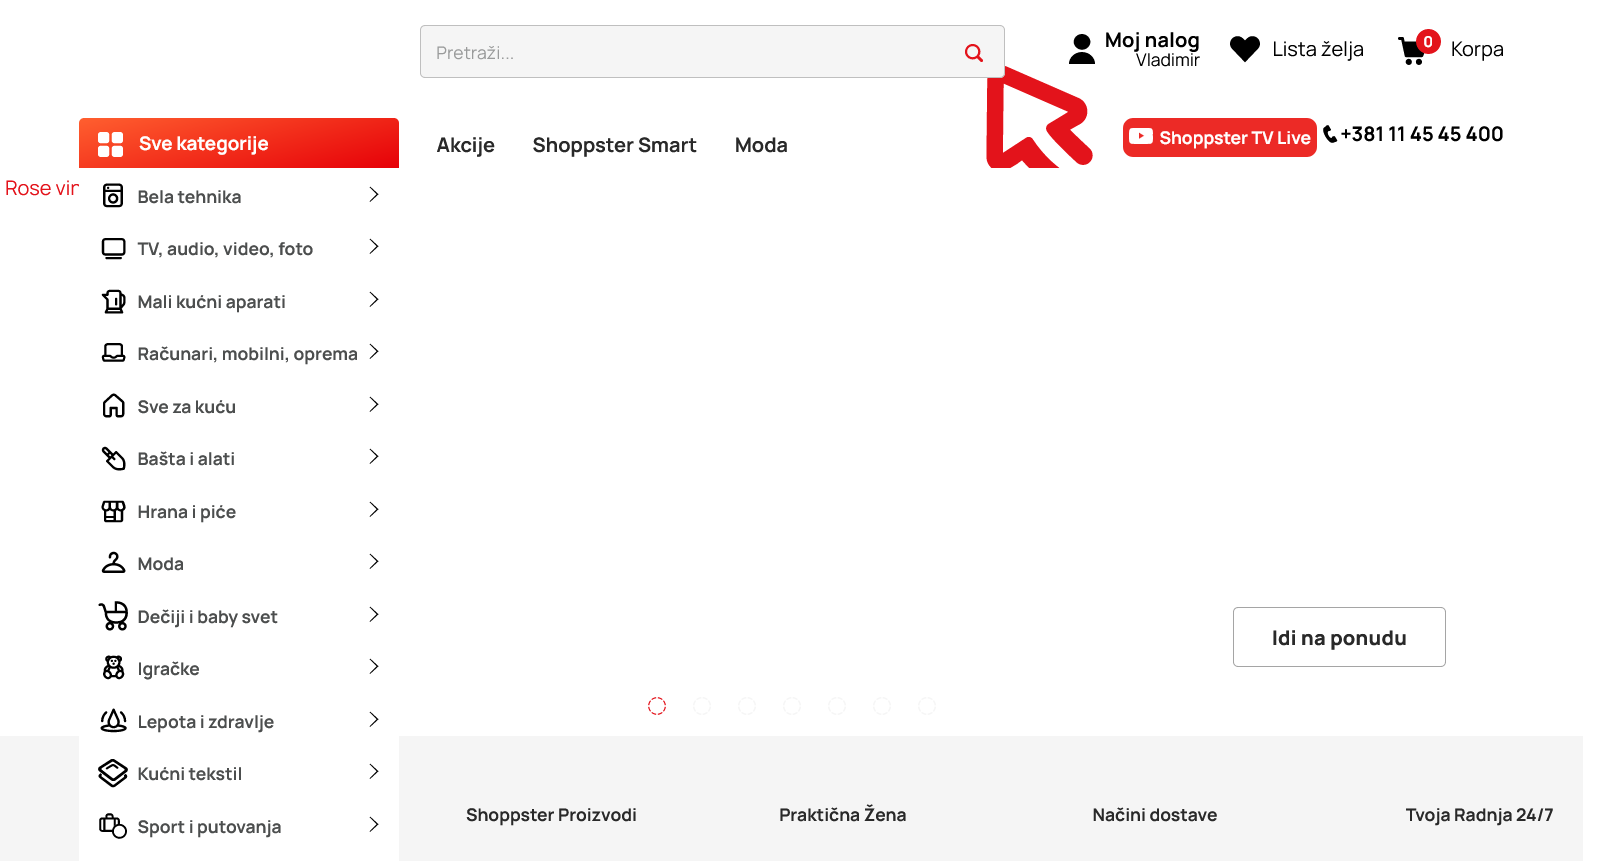 Pretraži...
Moj nalog
Vladimir
Lista želja
0
Korpa
Sve kategorije
Akcije
Shoppster Smart
Moda
Shoppster TV Live
+381 11 45 45 400
Rose
Bela tehnika
TV, audio, video, foto
Mali kućni aparati
Računari, mobilni, oprema
Sve za kuću
Bašta i alati
Hrana i piće
Moda
Dečiji i baby svet
Igračke
Lepota i zdravlje
Kućni tekstil
Sport i putovanja
Idi na ponudu
Shoppster Proizvodi
Praktična Žena
Načini dostave
Tvoja Radnja 24/7